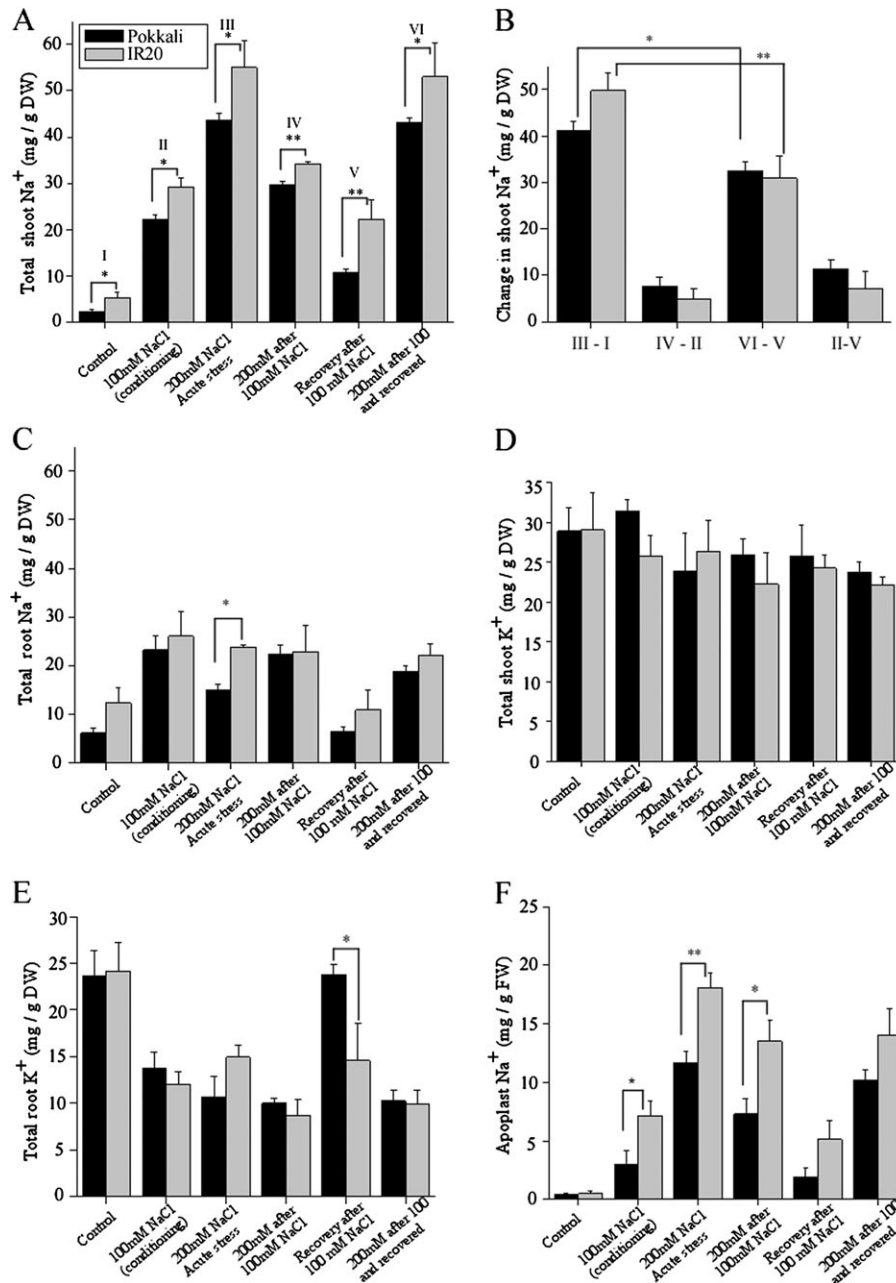 A
Pokkali
IR20
Total shoot Na+ (mg / g DW)
60
50
40
30
20
10
0
I
*
II
*
III
*
IV
**
V
**
VI
*
Control
100mM NaCl
(conditioning)
200mM NaCl
Acute stress
200mM after
100mM NaCl
Recovery after
100 mM NaCl
200mM after 100
and recovered
B
Change in shoot Na+ (mg / g DW)
50
40
30
20
10
0
*
**
III - I
IV - II
VI - V
II-V
C
Total root Na+ (mg / g DW)
60
50
40
30
20
10
0
*
Control
100mM NaCl
(conditioning)
200mM NaCl
Acute stress
200mM after
100mM NaCl
Recovery after
100 mM NaCl
200mM after 100
and recovered
D
Total shoot K+ (mg / g DW)
35
30
25
20
15
10
5
0
Control
100mM NaCl
(conditioning)
200mM NaCl
Acute stress
200mM after
100mM NaCl
Recovery after
100 mM NaCl
200mM after 100
and recovered
E
Total root K+ (mg / g DW)
30
25
20
15
10
5
0
*
Control
100mM NaCl
(conditioning)
200mM NaCl
Acute stress
200mM after
100mM NaCl
Recovery after
100 mM NaCl
200mM after 100
and recovered
F
Apoplast Na+ (mg / g FW)
25
20
15
10
5
0
*
**
*
Control
100mM NaCl
(conditioning)
200mM NaCl
Acute stress
200mM after
100mM NaCl
Recovery after
100 mM NaCl
200mM after 100
and recovered